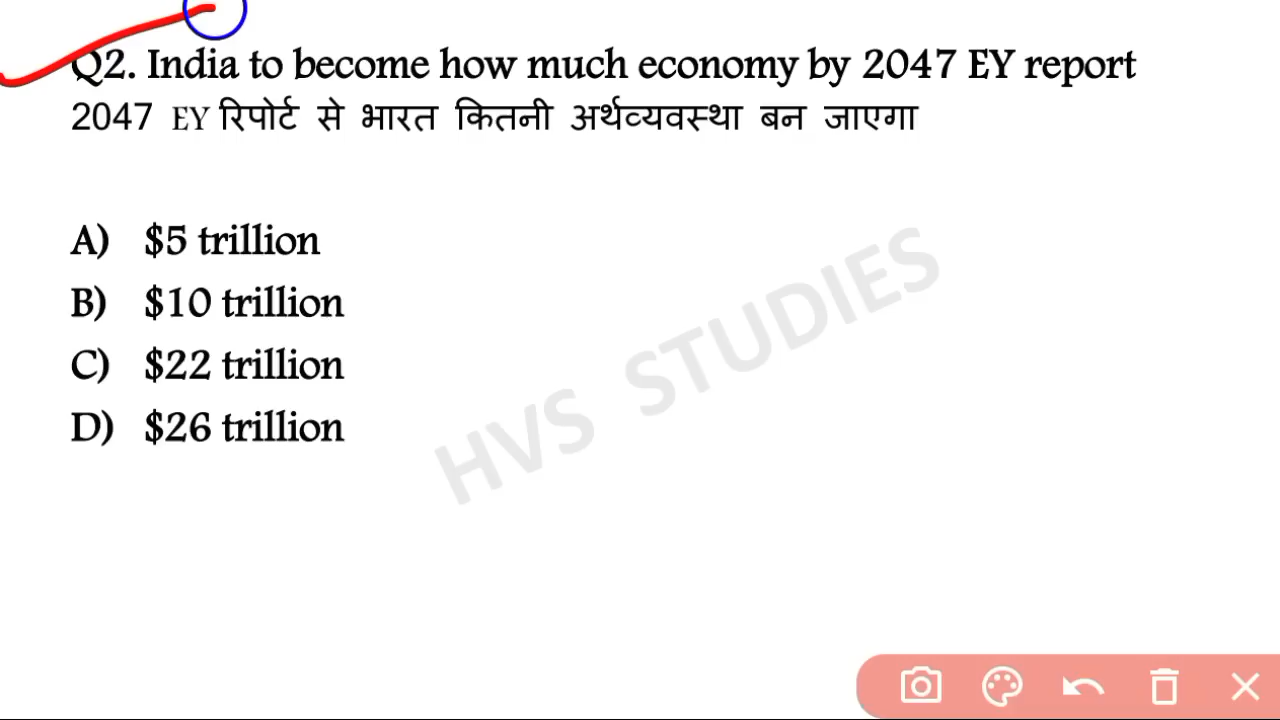 Q2. India to become how much economy by 2047 EY report
2047 EY रिपोर्ट से भारत कितनी अर्थव्यवस्था बन जाएगा
A) $5 trillion
B) $10 trillion
C) $22 trillion
D) $26 trillion
HVS STUDIES